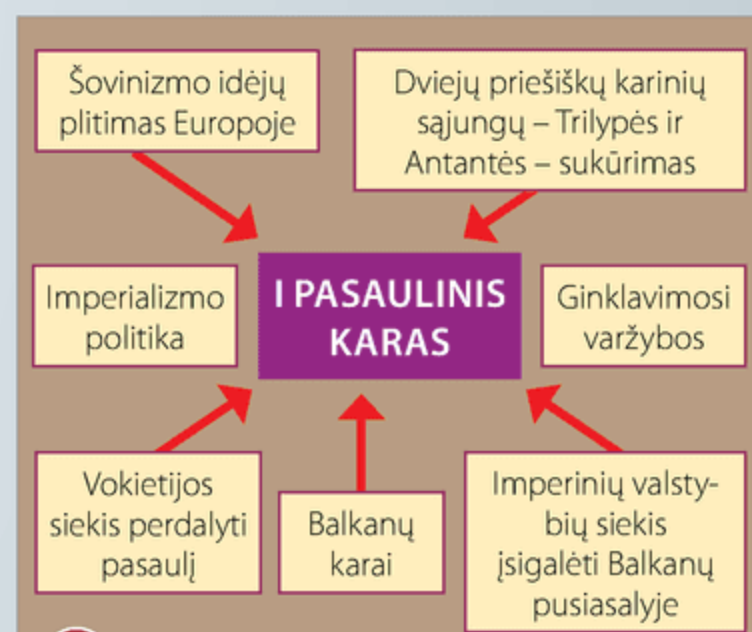 Šovinizmo idėjų
plitimas Europoje
Dviejų priešiškų karinių
sąjungų – Trilypės ir
Antantės – sukūrimas
Imperializmo
politika
I PASAULINIS
KARAS
Ginklavimosi
varžybos
Vokietijos
siekis perdalyti
pasaulį
Balkanų
karai
Imperinių valsty-
bių siekis
įsigalėti Balkanų
pusiasalyje